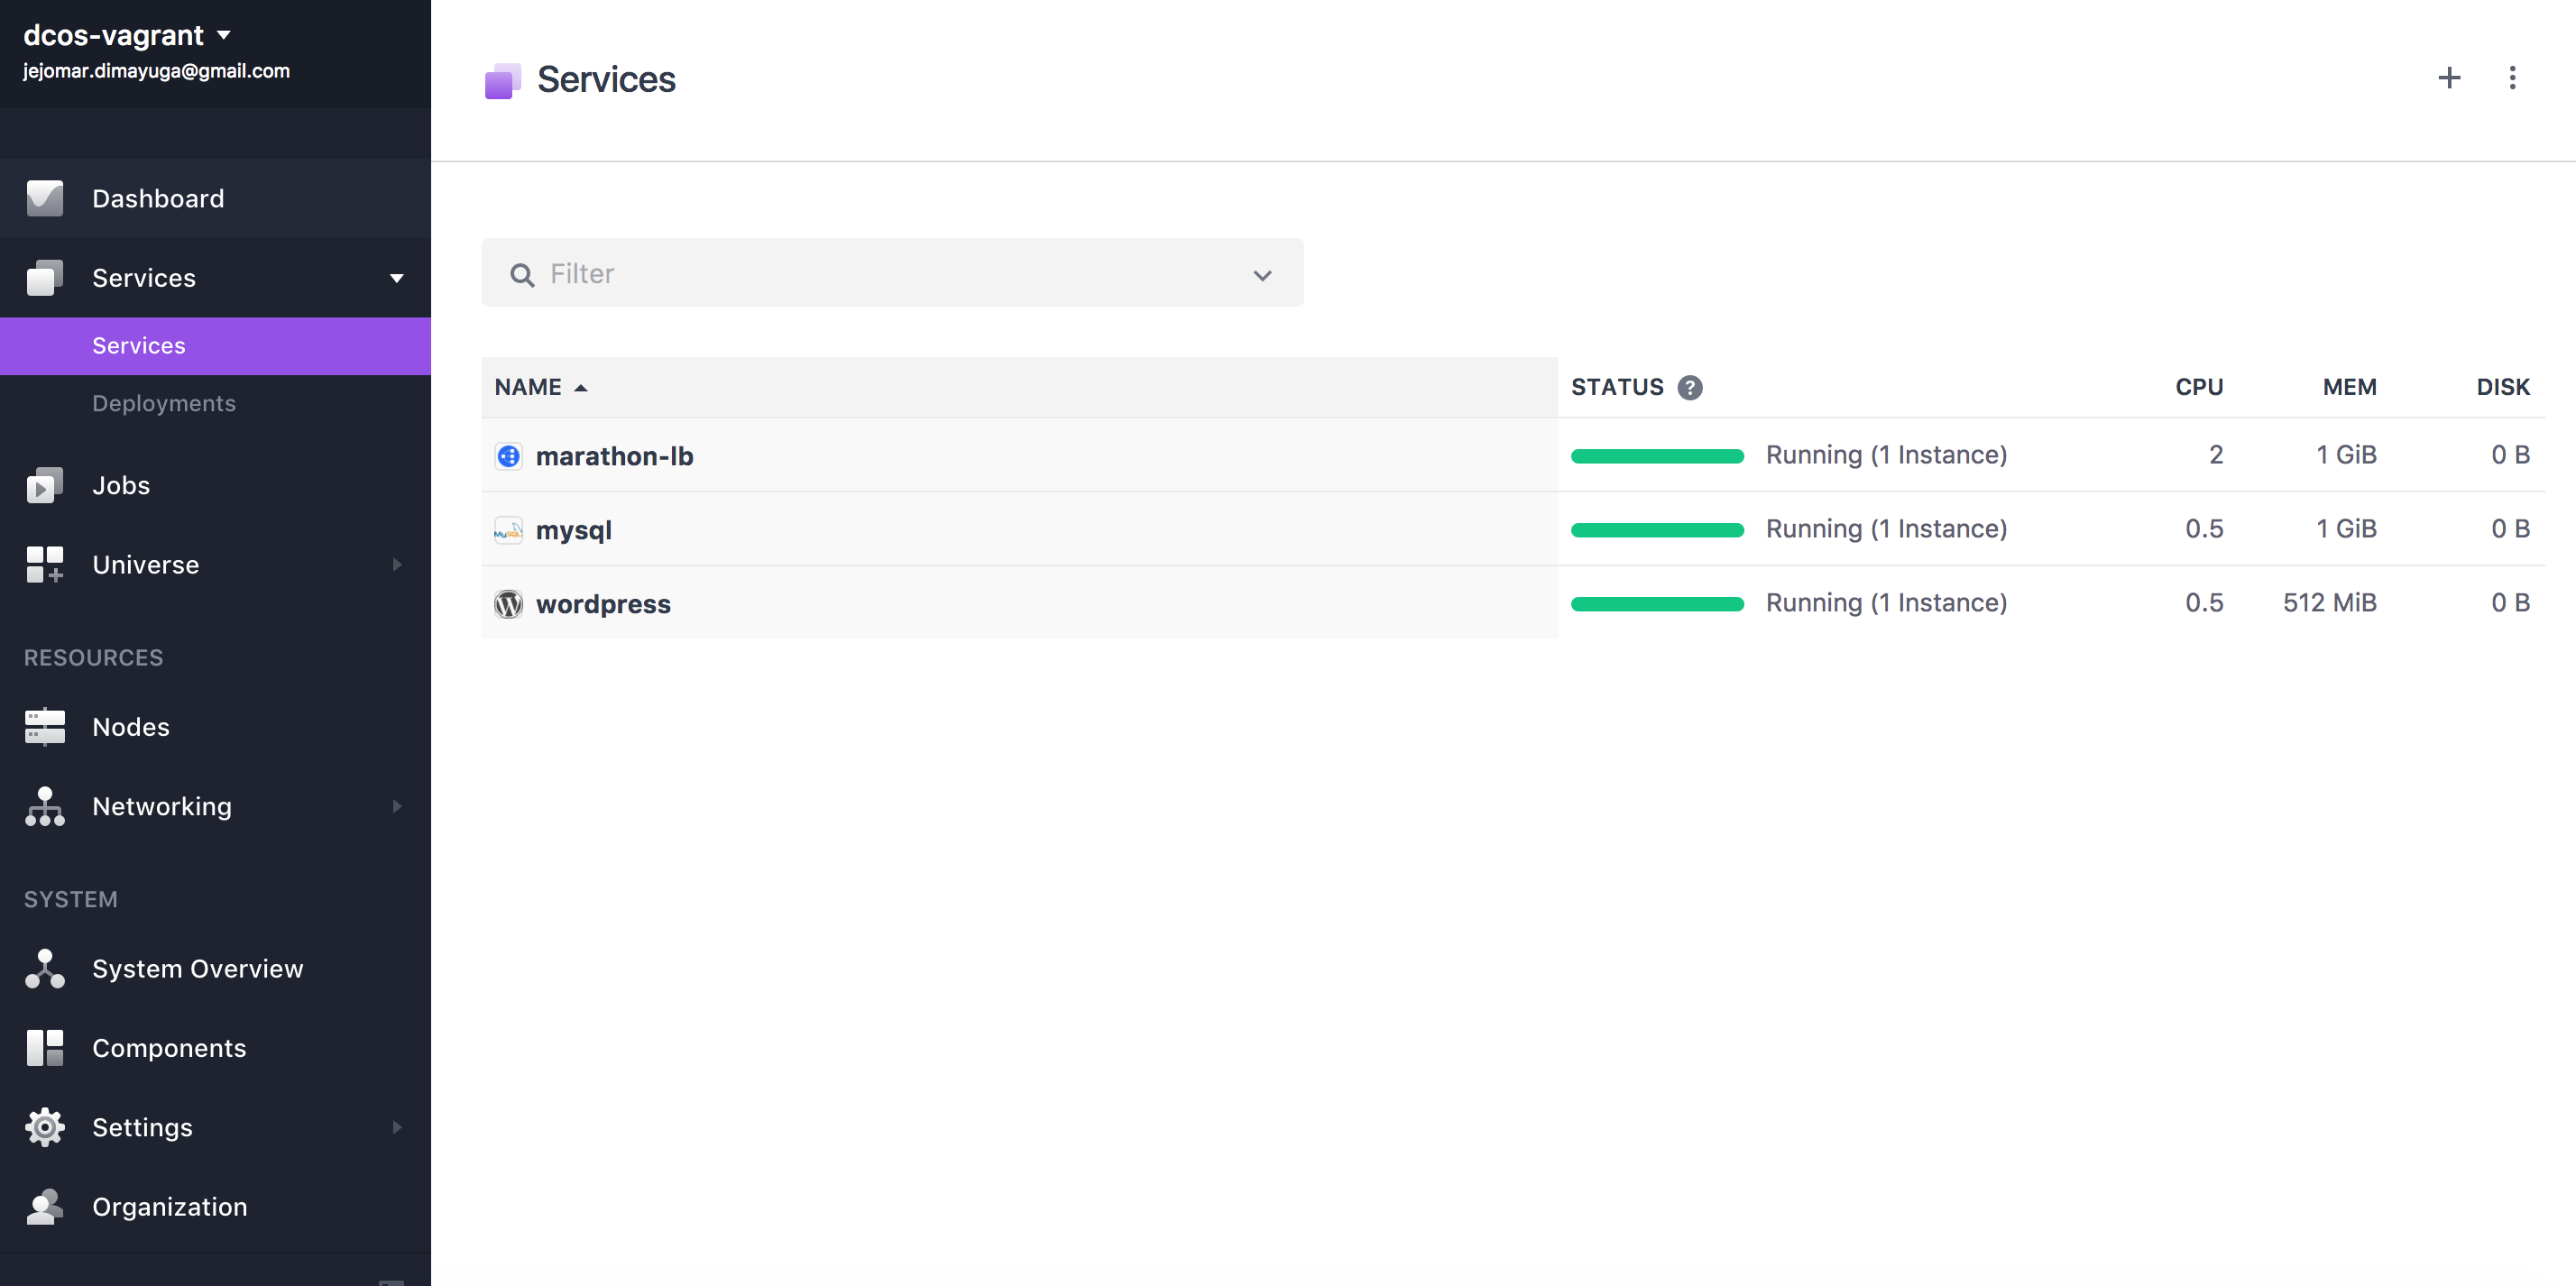 dcos-vagrant
jejomar.dimayuga@gmail.com
Dashboard
Services
Services
Deployments
Jobs
Universe
RESOURCES
Nodes
Networking
SYSTEM
System Overview
Components
Settings
Organization
Services
Filter
NAME STATUS ? CPU MEM DISK
marathon-lb Running (1 Instance) 2 1 GiB 0 B
MySQL mysql Running (1 Instance) 0.5 1 GiB 0 B
W wordpress Running (1 Instance) 0.5 512 MiB 0 B